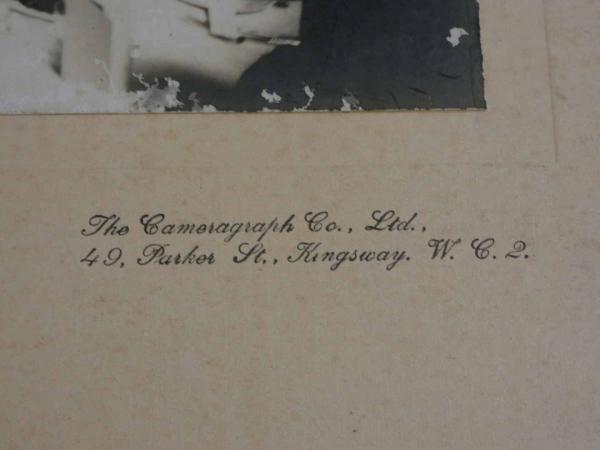 The Cameragraph Co., Ltd.,
49, Parker St., Kingsway. W. C. 2.